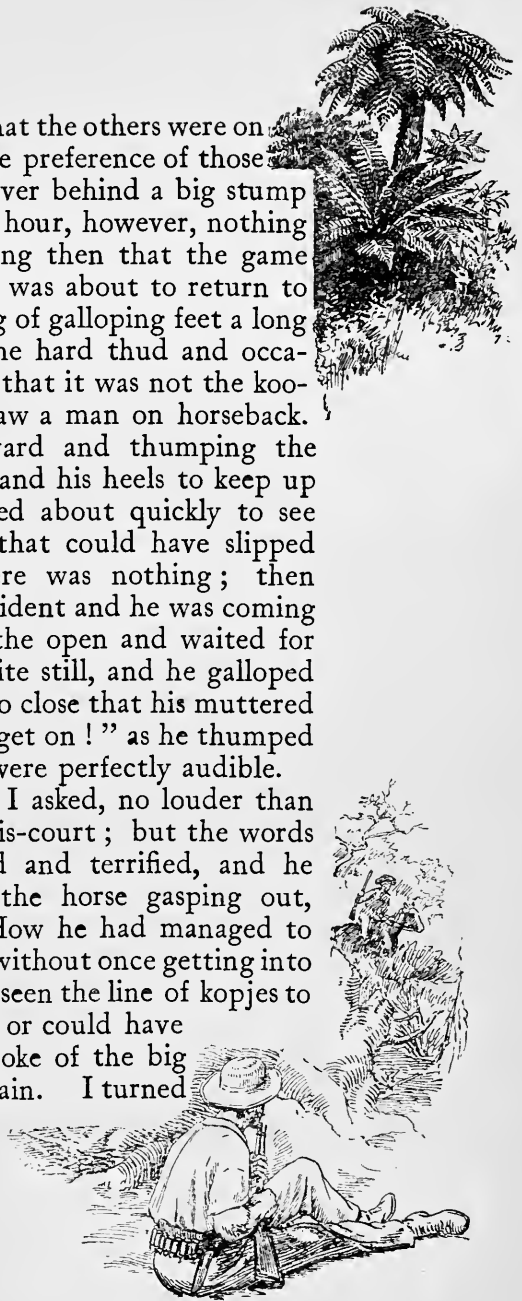 hat the others were on
e preference of those
ver behind a big stump
hour, however, nothing
ng then that the game
was about to return to
g of galloping feet a long
he hard thud and occa-
that it was not the koo-
aw a man on horseback.
ard and thumping the
and his heels to keep up
ed about quickly to see
that could have slipped
re was nothing ; then
ident and he was coming
the open and waited for
ite still, and he galloped
o close that his muttered
get on ! ” as he thumped
were perfectly audible.
I asked, no louder than
is-court ; but the words
d and terrified, and he
the horse gasping out,
How he had managed to
without once getting into
seen the line of kopjes to
or could have
oke of the big
ain. I turned